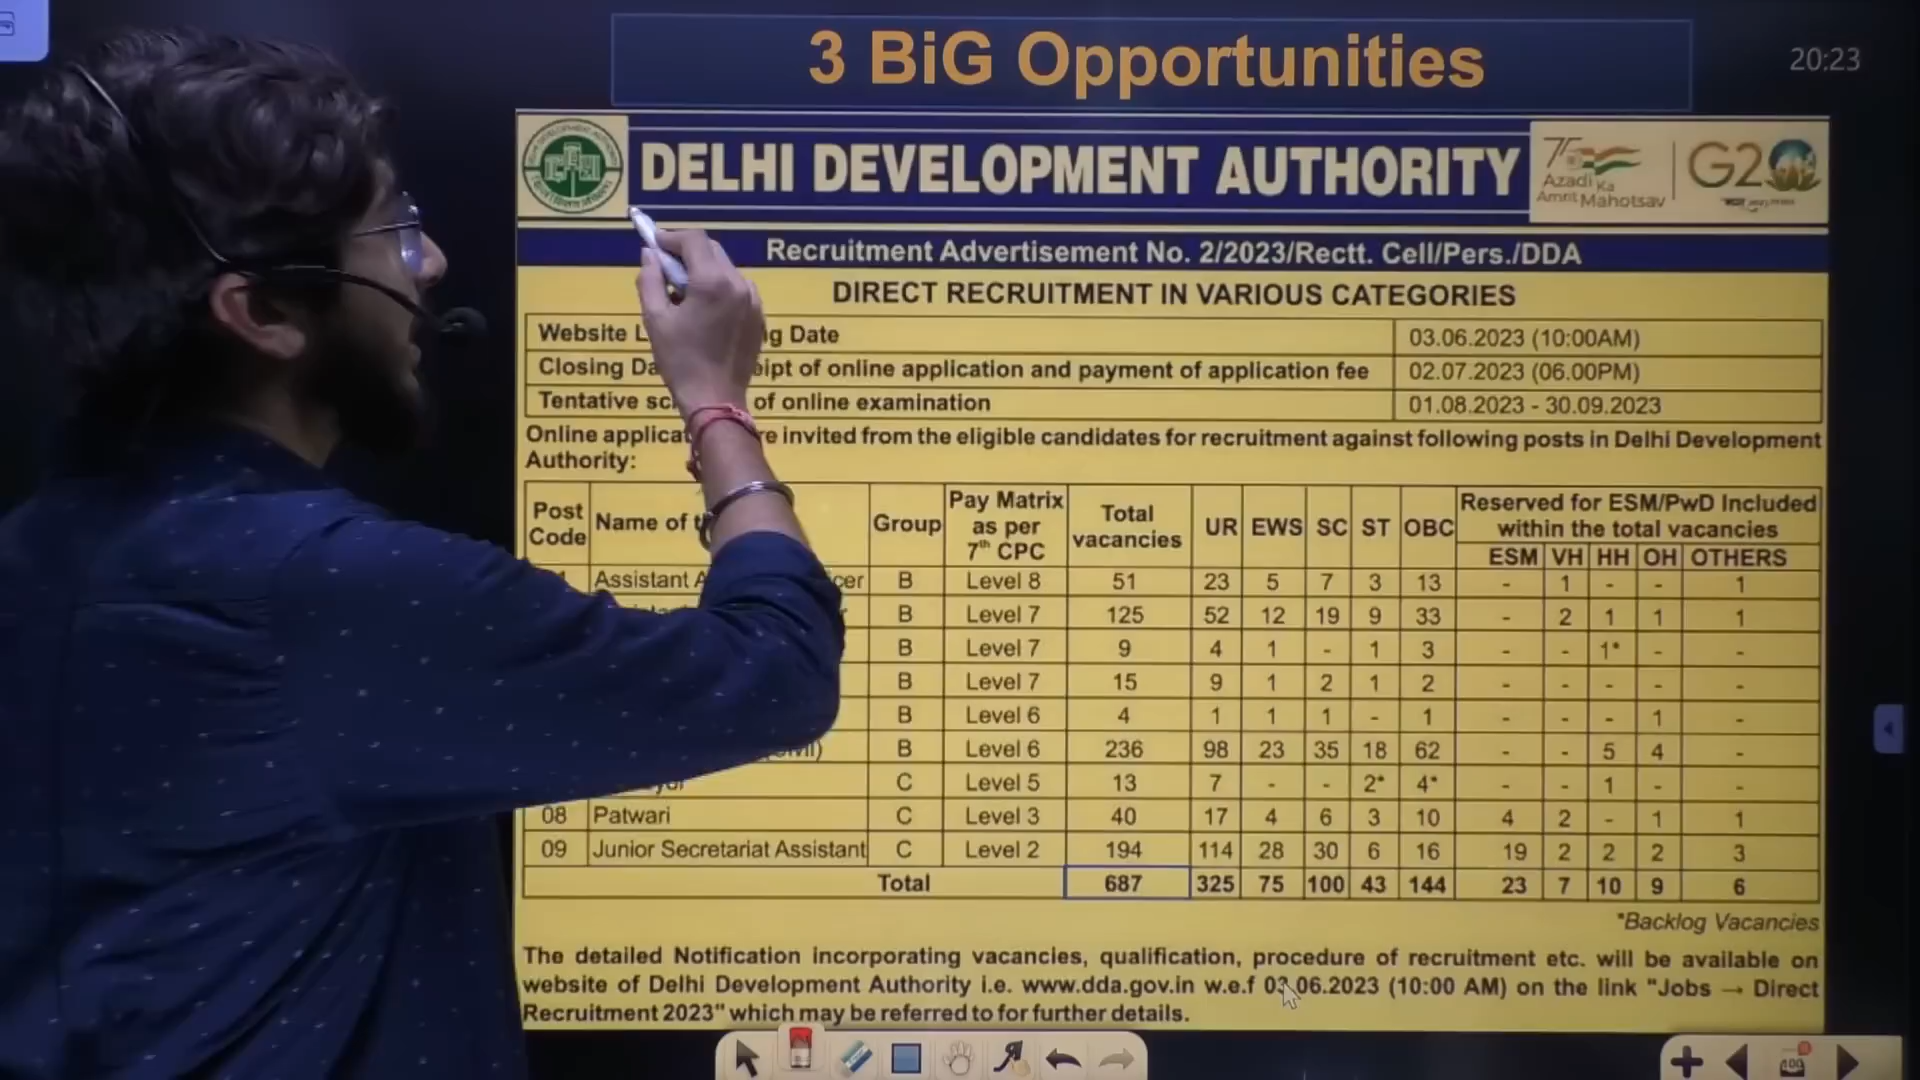 3 BiG Opportunities
20:23
DELHI DEVELOPMENT AUTHORITY
75
Azadi Ka
Amrit Mahotsav
G20
Recruitment Advertisement No. 2/2023/Rectt. Cell/Pers./DDA
DIRECT RECRUITMENT IN VARIOUS CATEGORIES
Website Date 03.06.2023 (10:00AM)
Closing of online application and payment of application fee 02.07.2023 (06.00PM)
Tentative of online examination 01.08.2023 - 30.09.2023
Online invited from the eligible candidates for recruitment against following posts in Delhi Development
Authority:
Post Code Name of Group Pay Matrix as per 7th CPC Total vacancies UR EWS SC ST OBC Reserved for ESM/PwD Included within the total vacancies
ESM VH HH OH OTHERS
Assistant B Level 8 51 23 5 7 3 13 - 1 - - 1
B Level 7 125 52 12 19 9 33 - 2 1 1 1
B Level 7 9 4 1 - 1 3 - - 1* - -
B Level 7 15 9 1 2 1 2 - - - - -
B Level 6 4 1 1 1 - 1 - - - 1 -
B Level 6 236 98 23 35 18 62 - - 5 4 -
C Level 5 13 7 - - 2* 4* - - 1 - -
08 Patwari C Level 3 40 17 4 6 3 10 4 2 - 1 1
09 Junior Secretariat Assistant C Level 2 194 114 28 30 6 16 19 2 2 2 3
Total 687 325 75 100 43 144 23 7 10 9 6
*Backlog Vacancies
The detailed Notification incorporating vacancies, qualification, procedure of recruitment etc. will be available on
website of Delhi Development Authority i.e. www.dda.gov.in w.e.f 03.06.2023 (10:00 AM) on the link "Jobs → Direct
Recruitment 2023" which may be referred to for further details.